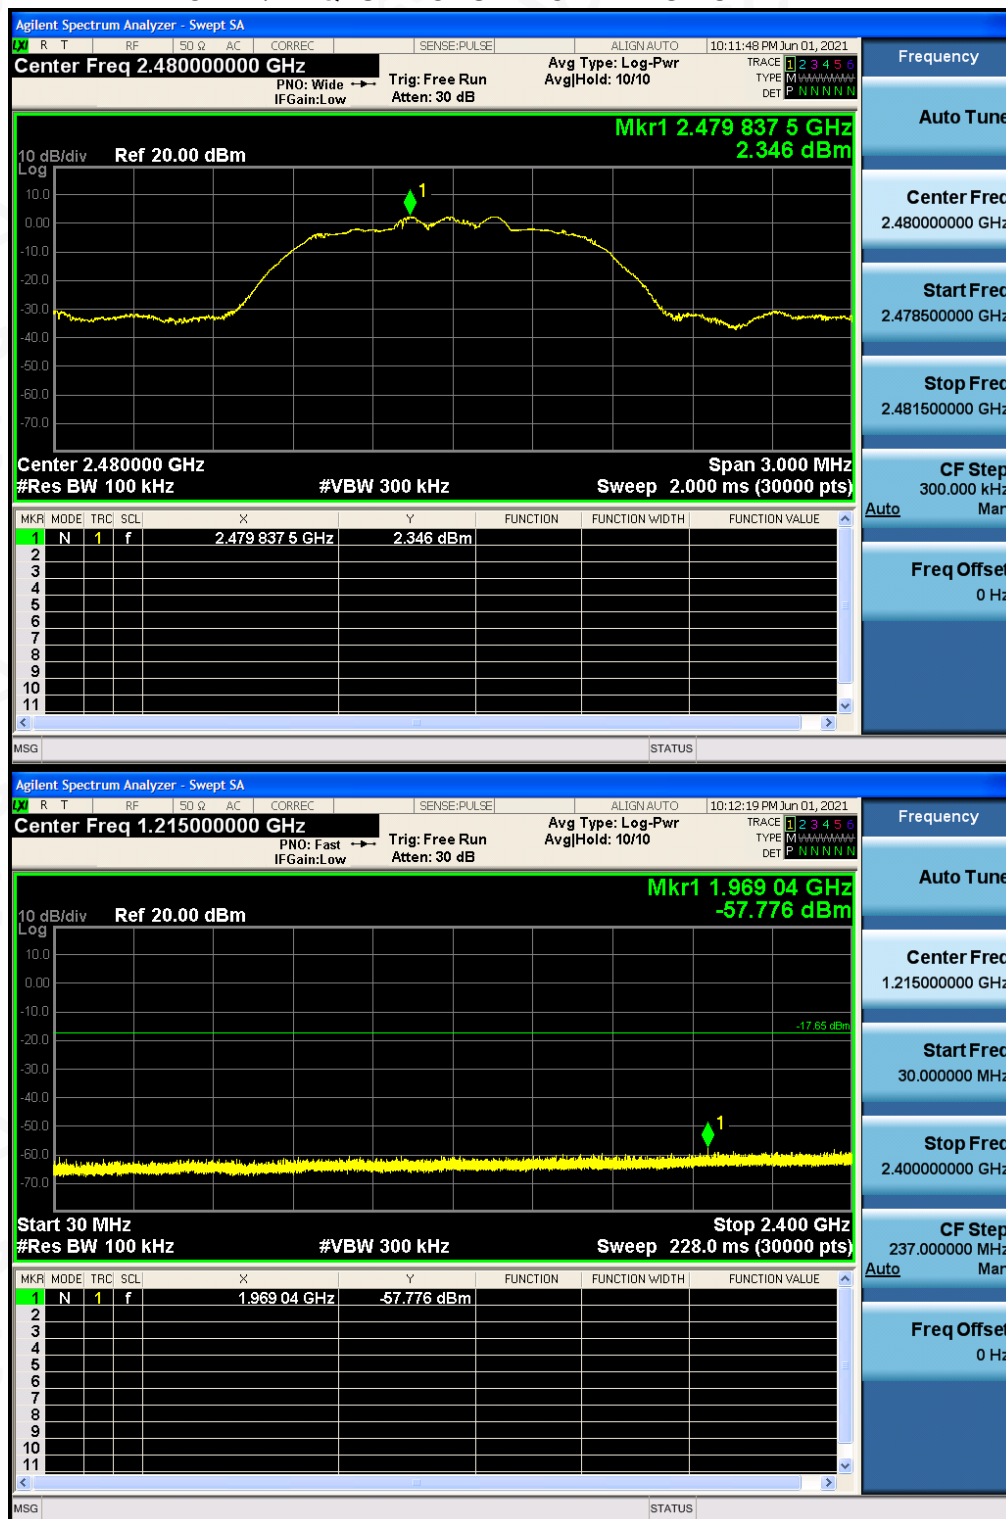 Agilent Spectrum Analyzer - Swept SA
LXI R T RF 50 Ω AC CORREC SENSE:PULSE ALIGN AUTO 10:11:48 PM Jun 01, 2021
Center Freq 2.480000000 GHz
PNO: Wide
IFGain:Low
Trig: Free Run
Atten: 30 dB
Avg Type: Log-Pwr
Avg|Hold: 10/10
TRACE 1 2 3 4 5 6
TYPE M W W W W W
DET P N N N N N
Mkr1 2.479 837 5 GHz
2.346 dBm
10 dB/div Ref 20.00 dBm
Log
10.0
0.00
-10.0
-20.0
-30.0
-40.0
-50.0
-60.0
-70.0
1
Center 2.480000 GHz Span 3.000 MHz
#Res BW 100 kHz #VBW 300 kHz Sweep 2.000 ms (30000 pts)
MKR MODE TRC SCL X Y FUNCTION FUNCTION WIDTH FUNCTION VALUE
1 N 1 f 2.479 837 5 GHz 2.346 dBm
2
3
4
5
6
7
8
9
10
11
MSG STATUS
Frequency
Auto Tune
Center Freq
2.480000000 GHz
Start Freq
2.478500000 GHz
Stop Freq
2.481500000 GHz
CF Step
300.000 kHz
Auto Man
Freq Offset
0 Hz
Agilent Spectrum Analyzer - Swept SA
LXI R T RF 50 Ω AC CORREC SENSE:PULSE ALIGN AUTO 10:12:19 PM Jun 01, 2021
Center Freq 1.215000000 GHz
PNO: Fast
IFGain:Low
Trig: Free Run
Atten: 30 dB
Avg Type: Log-Pwr
Avg|Hold: 10/10
TRACE 1 2 3 4 5 6
TYPE M W W W W W
DET P N N N N N
Mkr1 1.969 04 GHz
-57.776 dBm
10 dB/div Ref 20.00 dBm
Log
10.0
0.00
-10.0
-20.0
-30.0
-40.0
-50.0
-60.0
-70.0
-17.65 dBm
1
Start 30 MHz Stop 2.400 GHz
#Res BW 100 kHz #VBW 300 kHz Sweep 228.0 ms (30000 pts)
MKR MODE TRC SCL X Y FUNCTION FUNCTION WIDTH FUNCTION VALUE
1 N 1 f 1.969 04 GHz -57.776 dBm
2
3
4
5
6
7
8
9
10
11
MSG STATUS
Frequency
Auto Tune
Center Freq
1.215000000 GHz
Start Freq
30.000000 MHz
Stop Freq
2.400000000 GHz
CF Step
237.000000 MHz
Auto Man
Freq Offset
0 Hz